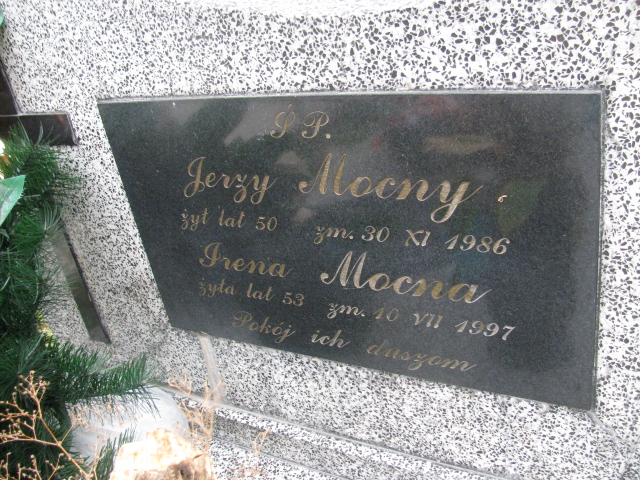 Ś P.
Jerzy Mocny
żył lat 50 zm. 30 XI 1986
Irena Mocna
żyła lat 53 zm. 10 VII 1997
Pokój ich duszom